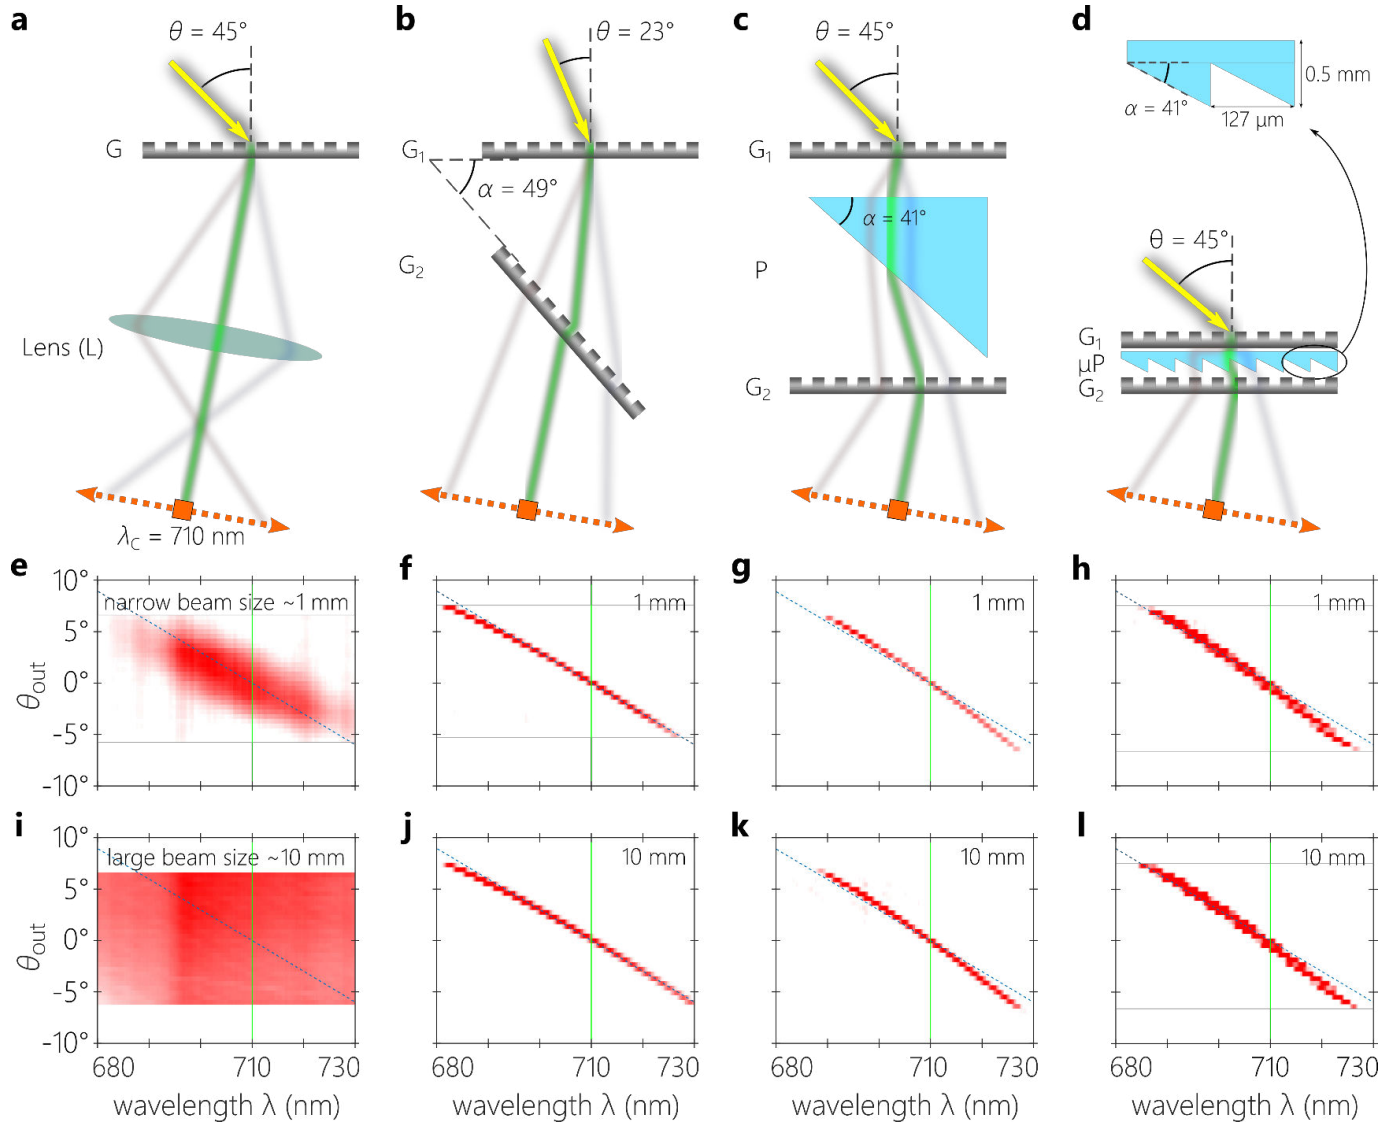 a
θ = 45°
G
Lens (L)
λC = 710 nm
b
θ = 23°
G1
α = 49°
G2
c
θ = 45°
G1
α = 41°
P
G2
d
0.5 mm
α = 41°
127 µm
θ = 45°
G1
µP
G2
e
10°
narrow beam size ~1 mm
5°
0°
-5°
-10°
θout
f
1 mm
g
1 mm
h
1 mm
i
10°
large beam size ~10 mm
5°
0°
-5°
-10°
θout
680
710
730
wavelength λ (nm)
j
10 mm
680
710
730
wavelength λ (nm)
k
10 mm
680
710
730
wavelength λ (nm)
l
10 mm
680
710
730
wavelength λ (nm)